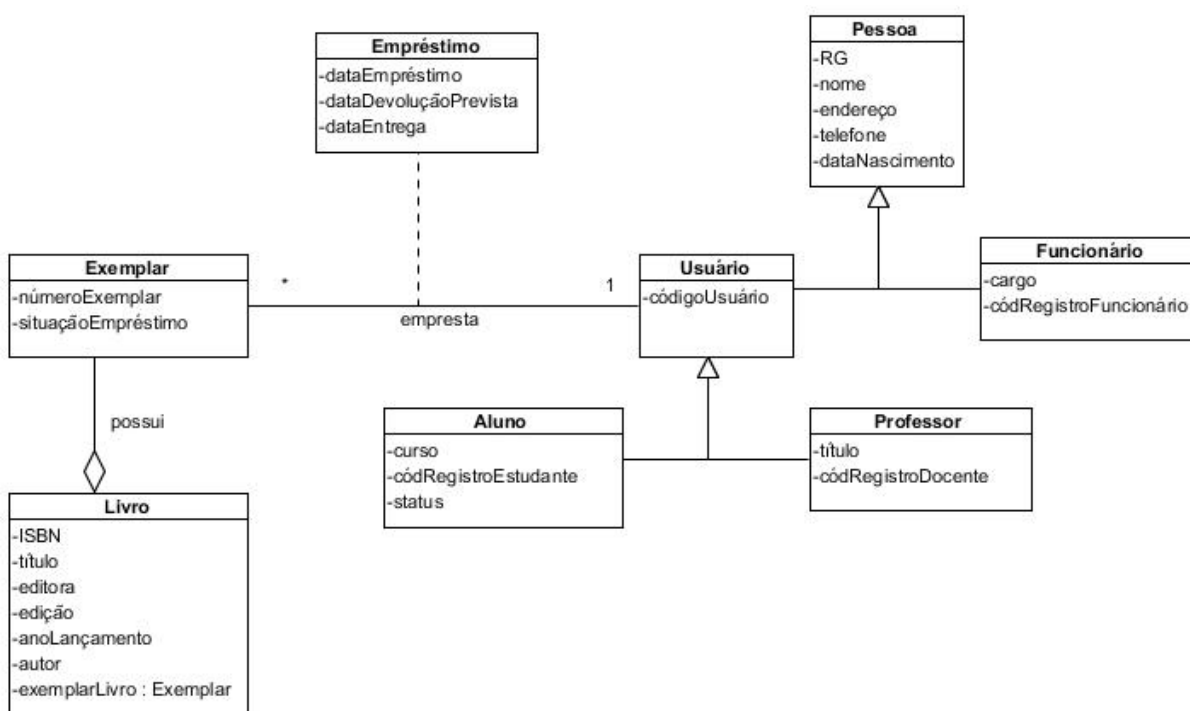 Empréstimo
-dataEmpréstimo
-dataDevoluçãoPrevista
-dataEntrega
Pessoa
-RG
-nome
-endereço
-telefone
-dataNascimento
Exemplar
-númeroExemplar
-situaçãoEmpréstimo
*
1
empresta
Usuário
-códigoUsuário
Funcionário
-cargo
-códRegistroFuncionário
possui
Aluno
-curso
-códRegistroEstudante
-status
Professor
-título
-códRegistroDocente
Livro
-ISBN
-título
-editora
-edição
-anoLançamento
-autor
-exemplarLivro : Exemplar